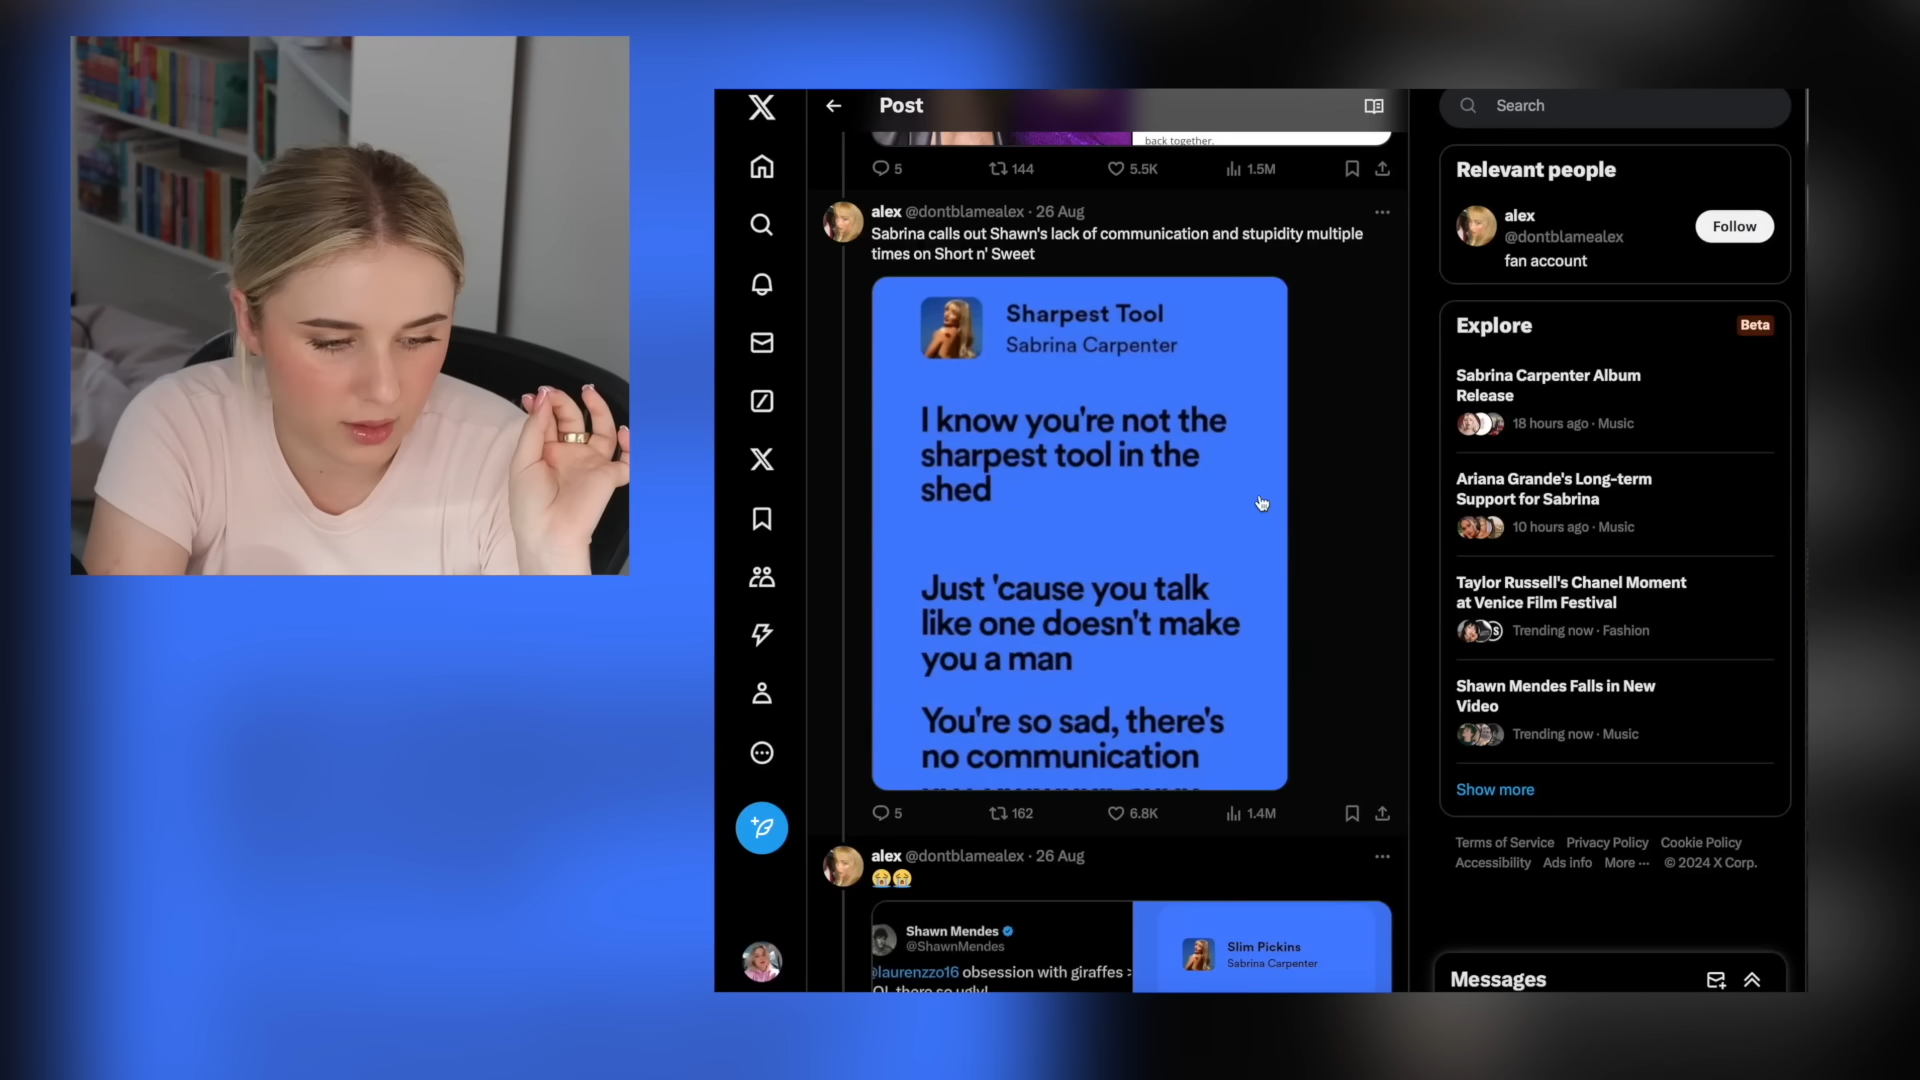 Post
back together.
5
144
5.5K
1.5M
alex @dontblamealex · 26 Aug
Sabrina calls out Shawn's lack of communication and stupidity multiple
times on Short n' Sweet
Sharpest Tool
Sabrina Carpenter
I know you're not the
sharpest tool in the
shed
Just 'cause you talk
like one doesn't make
you a man
You're so sad, there's
no communication
5
162
6.8K
1.4M
alex @dontblamealex · 26 Aug
😭😭
Shawn Mendes
@ShawnMendes
laurenzzo16 obsession with giraffes >
there so ugly!
Slim Pickins
Sabrina Carpenter
Search
Relevant people
alex
@dontblamealex
fan account
Follow
Explore
Beta
Sabrina Carpenter Album
Release
18 hours ago · Music
Ariana Grande's Long-term
Support for Sabrina
10 hours ago · Music
Taylor Russell's Chanel Moment
at Venice Film Festival
Trending now · Fashion
Shawn Mendes Falls in New
Video
Trending now · Music
Show more
Terms of Service Privacy Policy Cookie Policy
Accessibility Ads info More ··· © 2024 X Corp.
Messages